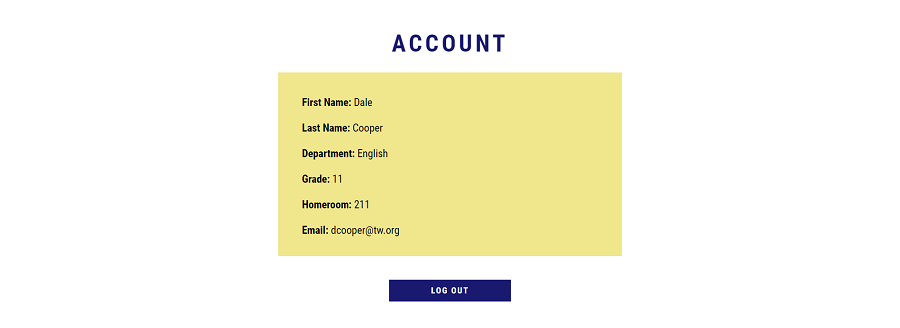 ACCOUNT
First Name: Dale
Last Name: Cooper
Department: English
Grade: 11
Homeroom: 211
Email: dcooper@tw.org
LOG OUT